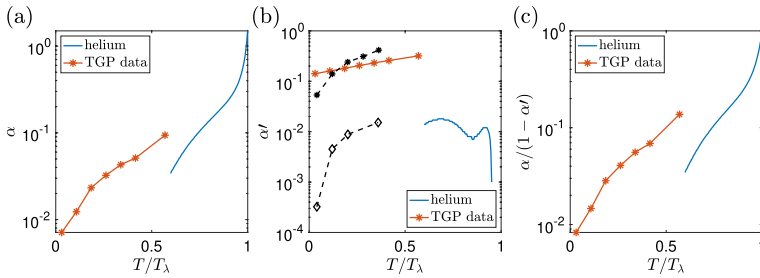 (a)
10^0
10^-1
10^-2
α
0
0.5
1
T/T_λ
helium
TGP data
(b)
10^0
10^-1
10^-2
10^-3
10^-4
α′
0
0.5
1
T/T_λ
helium
TGP data
(c)
10^0
10^-1
10^-2
α/(1 − α′)
0
0.5
1
T/T_λ
helium
TGP data